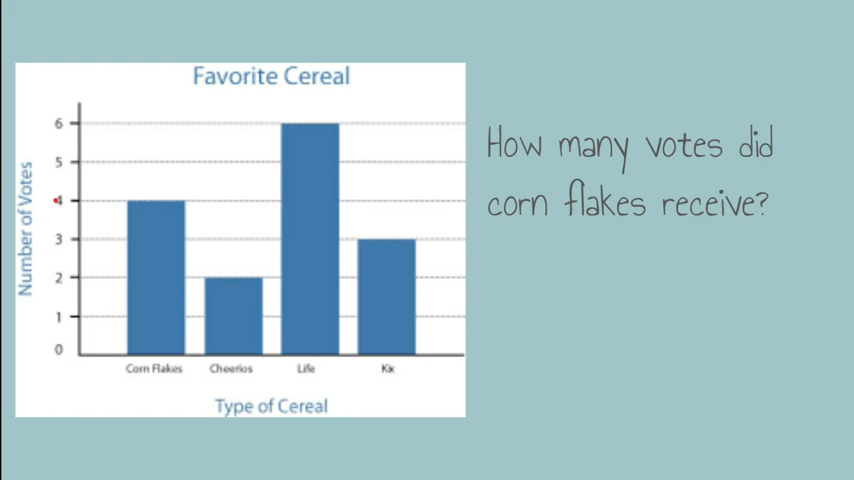 Favorite Cereal
Number of Votes
6
5
4
3
2
1
0
Corn Flakes Cheerios Life Kix
Type of Cereal
How many votes did
corn flakes receive?